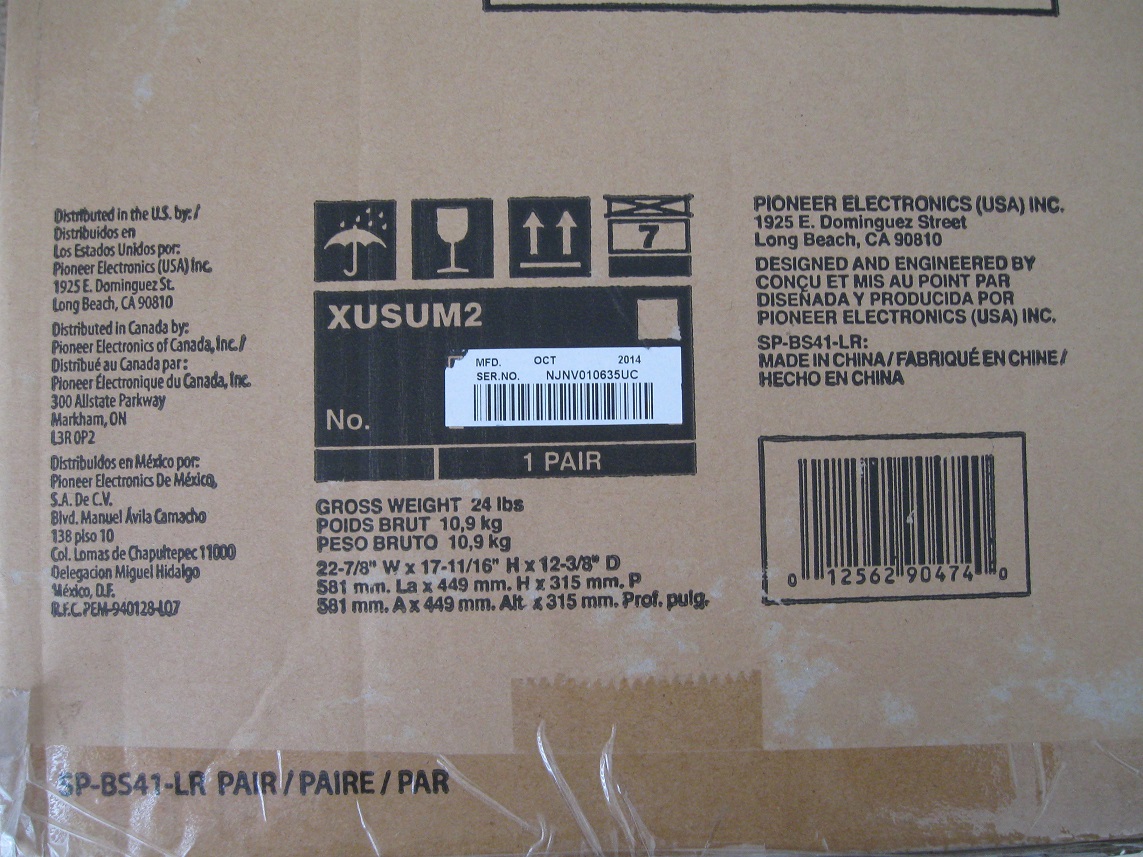 Distributed in the U.S. by: /
Distribuidos en
Los Estados Unidos por:
Pioneer Electronics (USA) Inc.
1925 E. Dominguez St.
Long Beach, CA 90810
Distributed in Canada by:
Pioneer Electronics of Canada, Inc. /
Distribué au Canada par :
Pioneer Électronique du Canada, Inc.
300 Allstate Parkway
Markham, ON
L3R 0P2
Distribuidos en México por:
Pioneer Electronics De México,
S.A. De C.V.
Blvd. Manuel Ávila Camacho
138 piso 10
Col. Lomas de Chapultepec 11000
Delegacion Miguel Hidalgo
México, D.F.
R.F.C. PEM-940128-LQ7
7
XUSUM2
MFD. OCT 2014
SER.NO. NJNV010635UC
No.
1 PAIR
GROSS WEIGHT 24 lbs
POIDS BRUT 10,9 kg
PESO BRUTO 10,9 kg
22-7/8" W x 17-11/16" H x 12-3/8" D
581 mm. La x 449 mm. H x 315 mm. P
581 mm. A x 449 mm. Alt x 315 mm. Prof. pulg.
PIONEER ELECTRONICS (USA) INC.
1925 E. Dominguez Street
Long Beach, CA 90810
DESIGNED AND ENGINEERED BY
CONÇU ET MIS AU POINT PAR
DISEÑADA Y PRODUCIDA POR
PIONEER ELECTRONICS (USA) INC.
SP-BS41-LR:
MADE IN CHINA / FABRIQUÉ EN CHINE /
HECHO EN CHINA
0 12562 90474 0
SP-BS41-LR PAIR / PAIRE / PAR